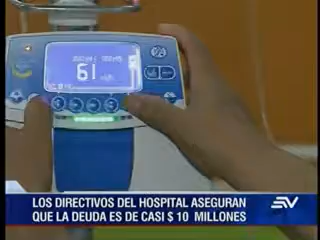 61
LOS DIRECTIVOS DEL HOSPITAL ASEGURAN
QUE LA DEUDA ES DE CASI $ 10 MILLONES